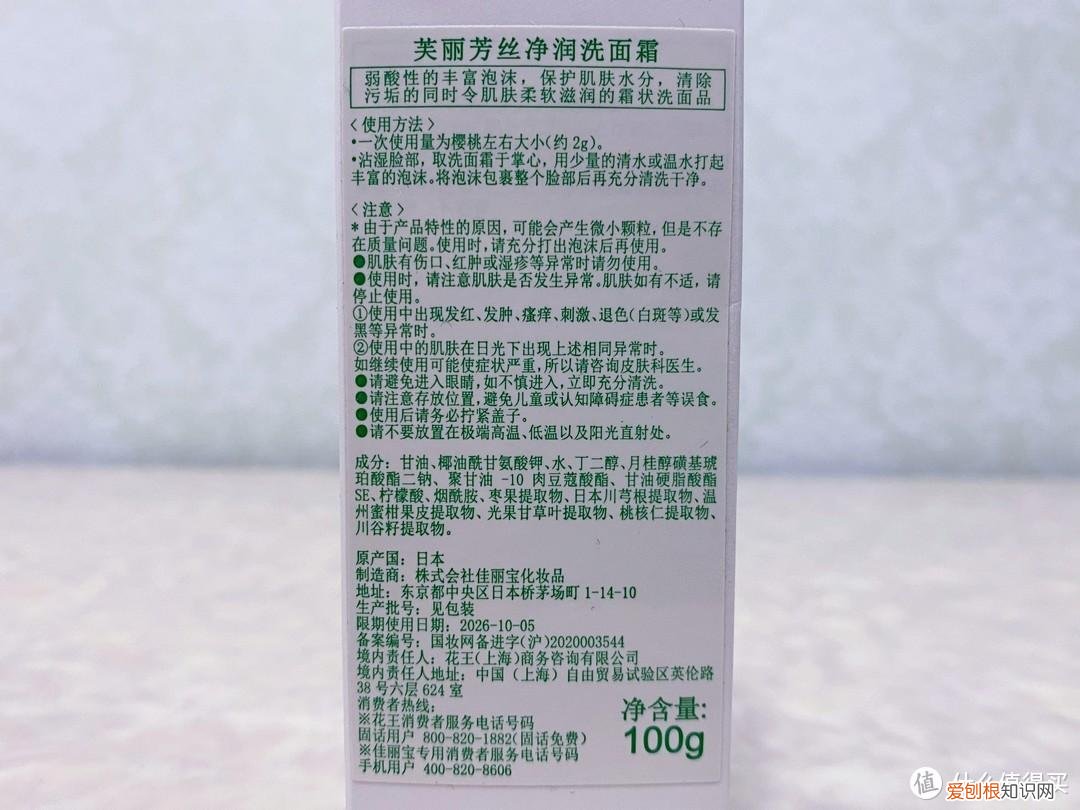 芙丽芳丝净润洗面霜
弱酸性的丰富泡沫，保护肌肤水分，清除
污垢的同时令肌肤柔软滋润的霜状洗面品
〈使用方法〉
·一次使用量为樱桃左右大小(约2g)。
·沾湿脸部，取洗面霜于掌心，用少量的清水或温水打起
丰富的泡沫。将泡沫包裹整个脸部后再充分清洗干净。
〈注意〉
*由于产品特性的原因，可能会产生微小颗粒，但是不存
在质量问题。使用时，请充分打出泡沫后再使用。
●肌肤有伤口、红肿或湿疹等异常时请勿使用。
●使用时，请注意肌肤是否发生异常。肌肤如有不适，请
停止使用。
①使用中出现发红、发肿、瘙痒、刺激、退色(白斑等)或发
黑等异常时。
②使用中的肌肤在日光下出现上述相同异常时。
如继续使用可能使症状严重，所以请咨询皮肤科医生。
●请避免进入眼睛，如不慎进入，立即充分清洗。
●请注意存放位置，避免儿童或认知障碍症患者等误食。
●使用后请务必拧紧盖子。
●请不要放置在极端高温、低温以及阳光直射处。
成分：甘油、椰油酰甘氨酸钾、水、丁二醇、月桂醇磺基琥
珀酸酯二钠、聚甘油-10肉豆蔻酸酯、甘油硬脂酸酯
SE、柠檬酸、烟酰胺、枣果提取物、日本川芎根提取物、温
州蜜柑果皮提取物、光果甘草叶提取物、桃核仁提取物、
川谷籽提取物。
原产国：日本
制造商：株式会社佳丽宝化妆品
地址：东京都中央区日本桥茅场町1-14-10
生产批号：见包装
限期使用日期：2026-10-05
备案编号：国妆网备进字(沪)2020003544
境内责任人：花王(上海)商务咨询有限公司
境内责任人地址：中国（上海）自由贸易试验区英伦路
38号六层624室
消费者热线：
※花王消费者服务电话号码
固话用户 800-820-1882(固话免费)
※佳丽宝专用消费者服务电话号码
手机用户 400-820-8606
净含量:
100g
值 什么值得买
爱刨根知识网